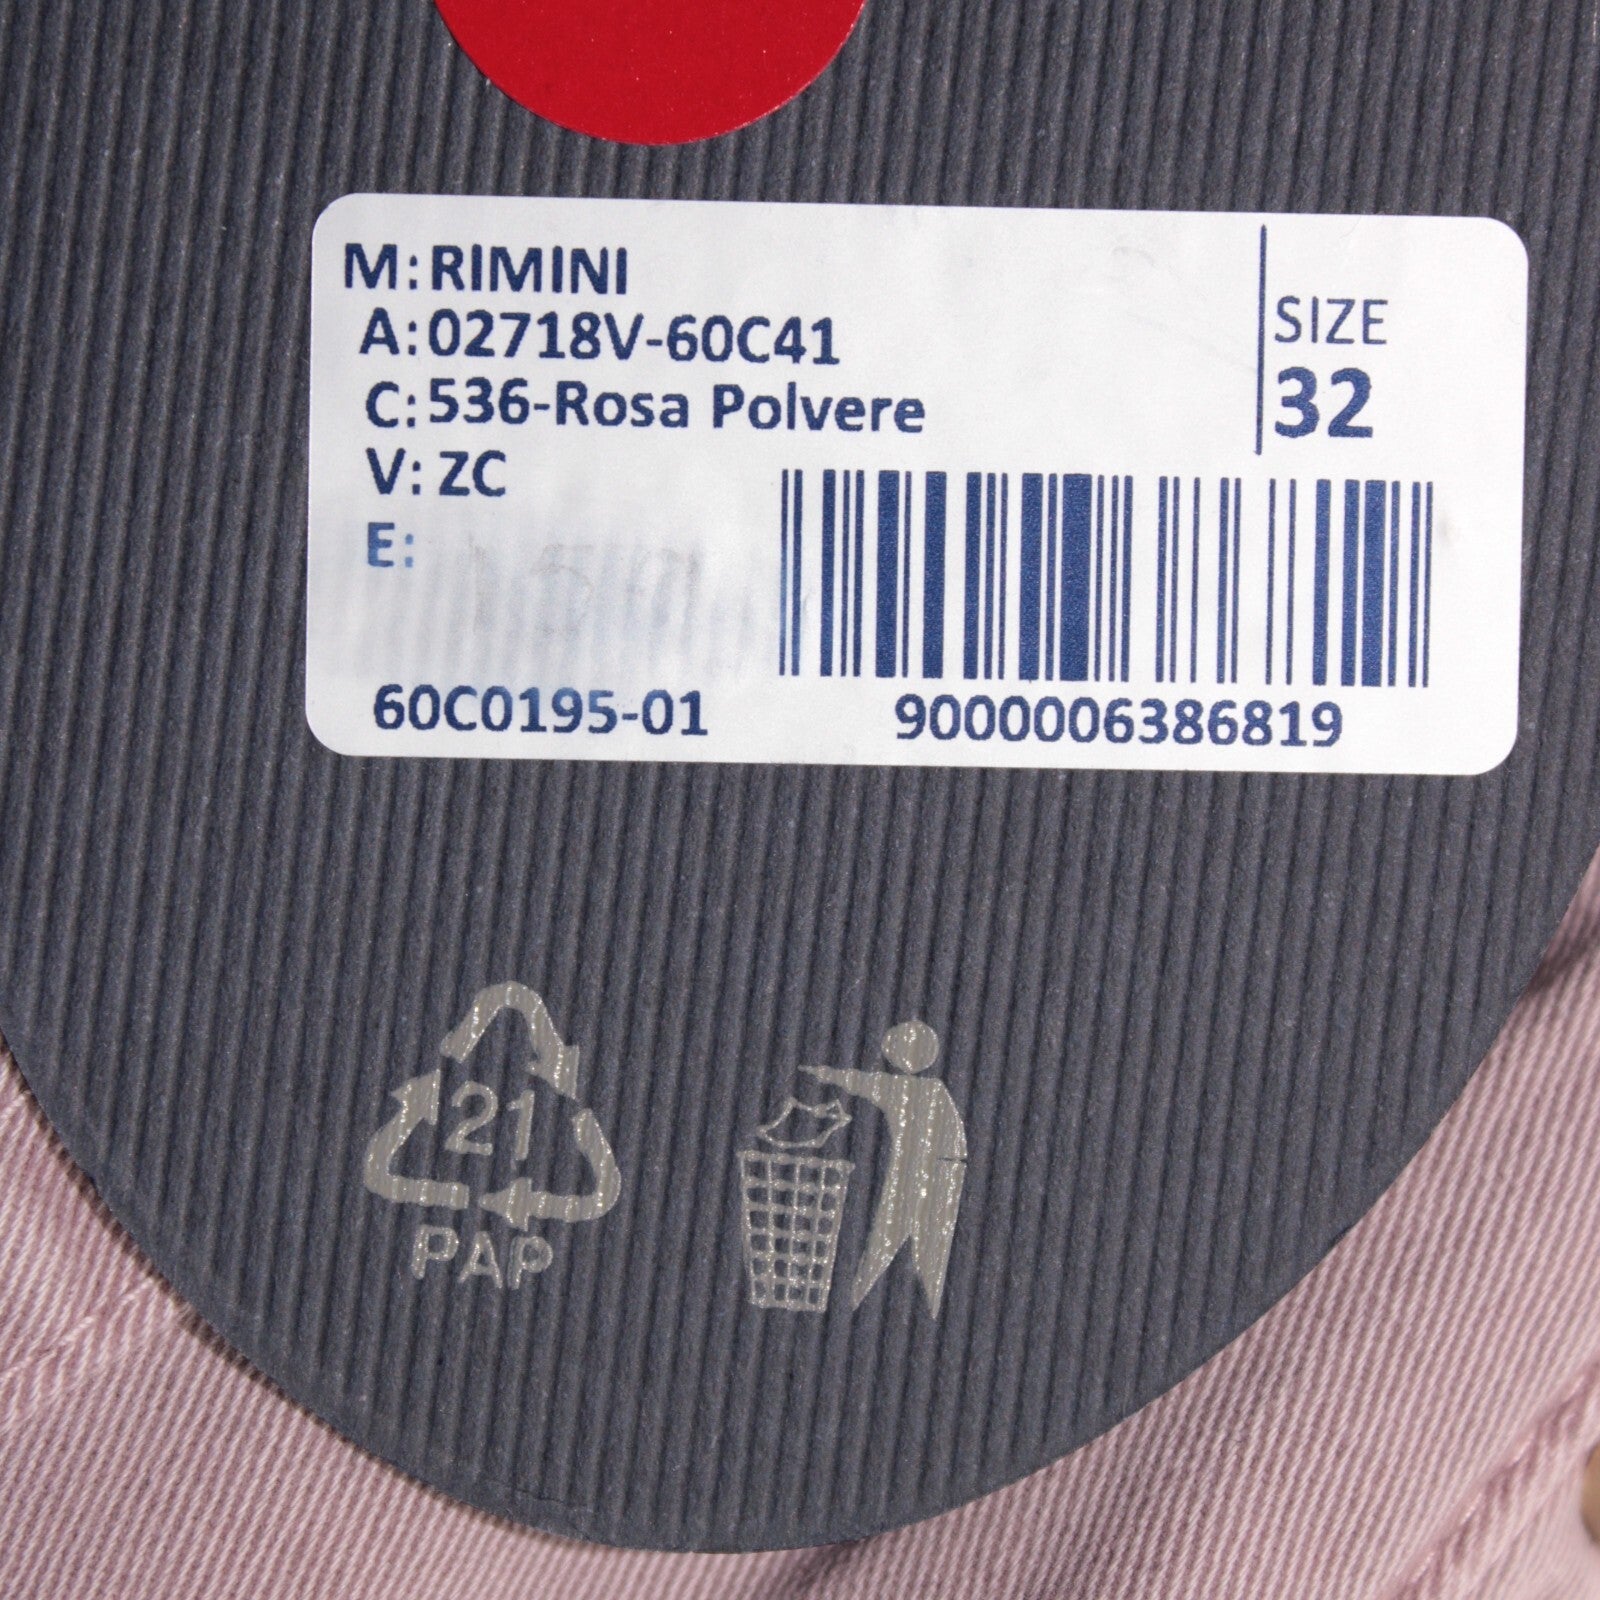 M: RIMINI
A: 02718V-60C41
C: 536-Rosa Polvere
V: ZC
E:
SIZE
32
60C0195-01
9000006386819
21
PAP